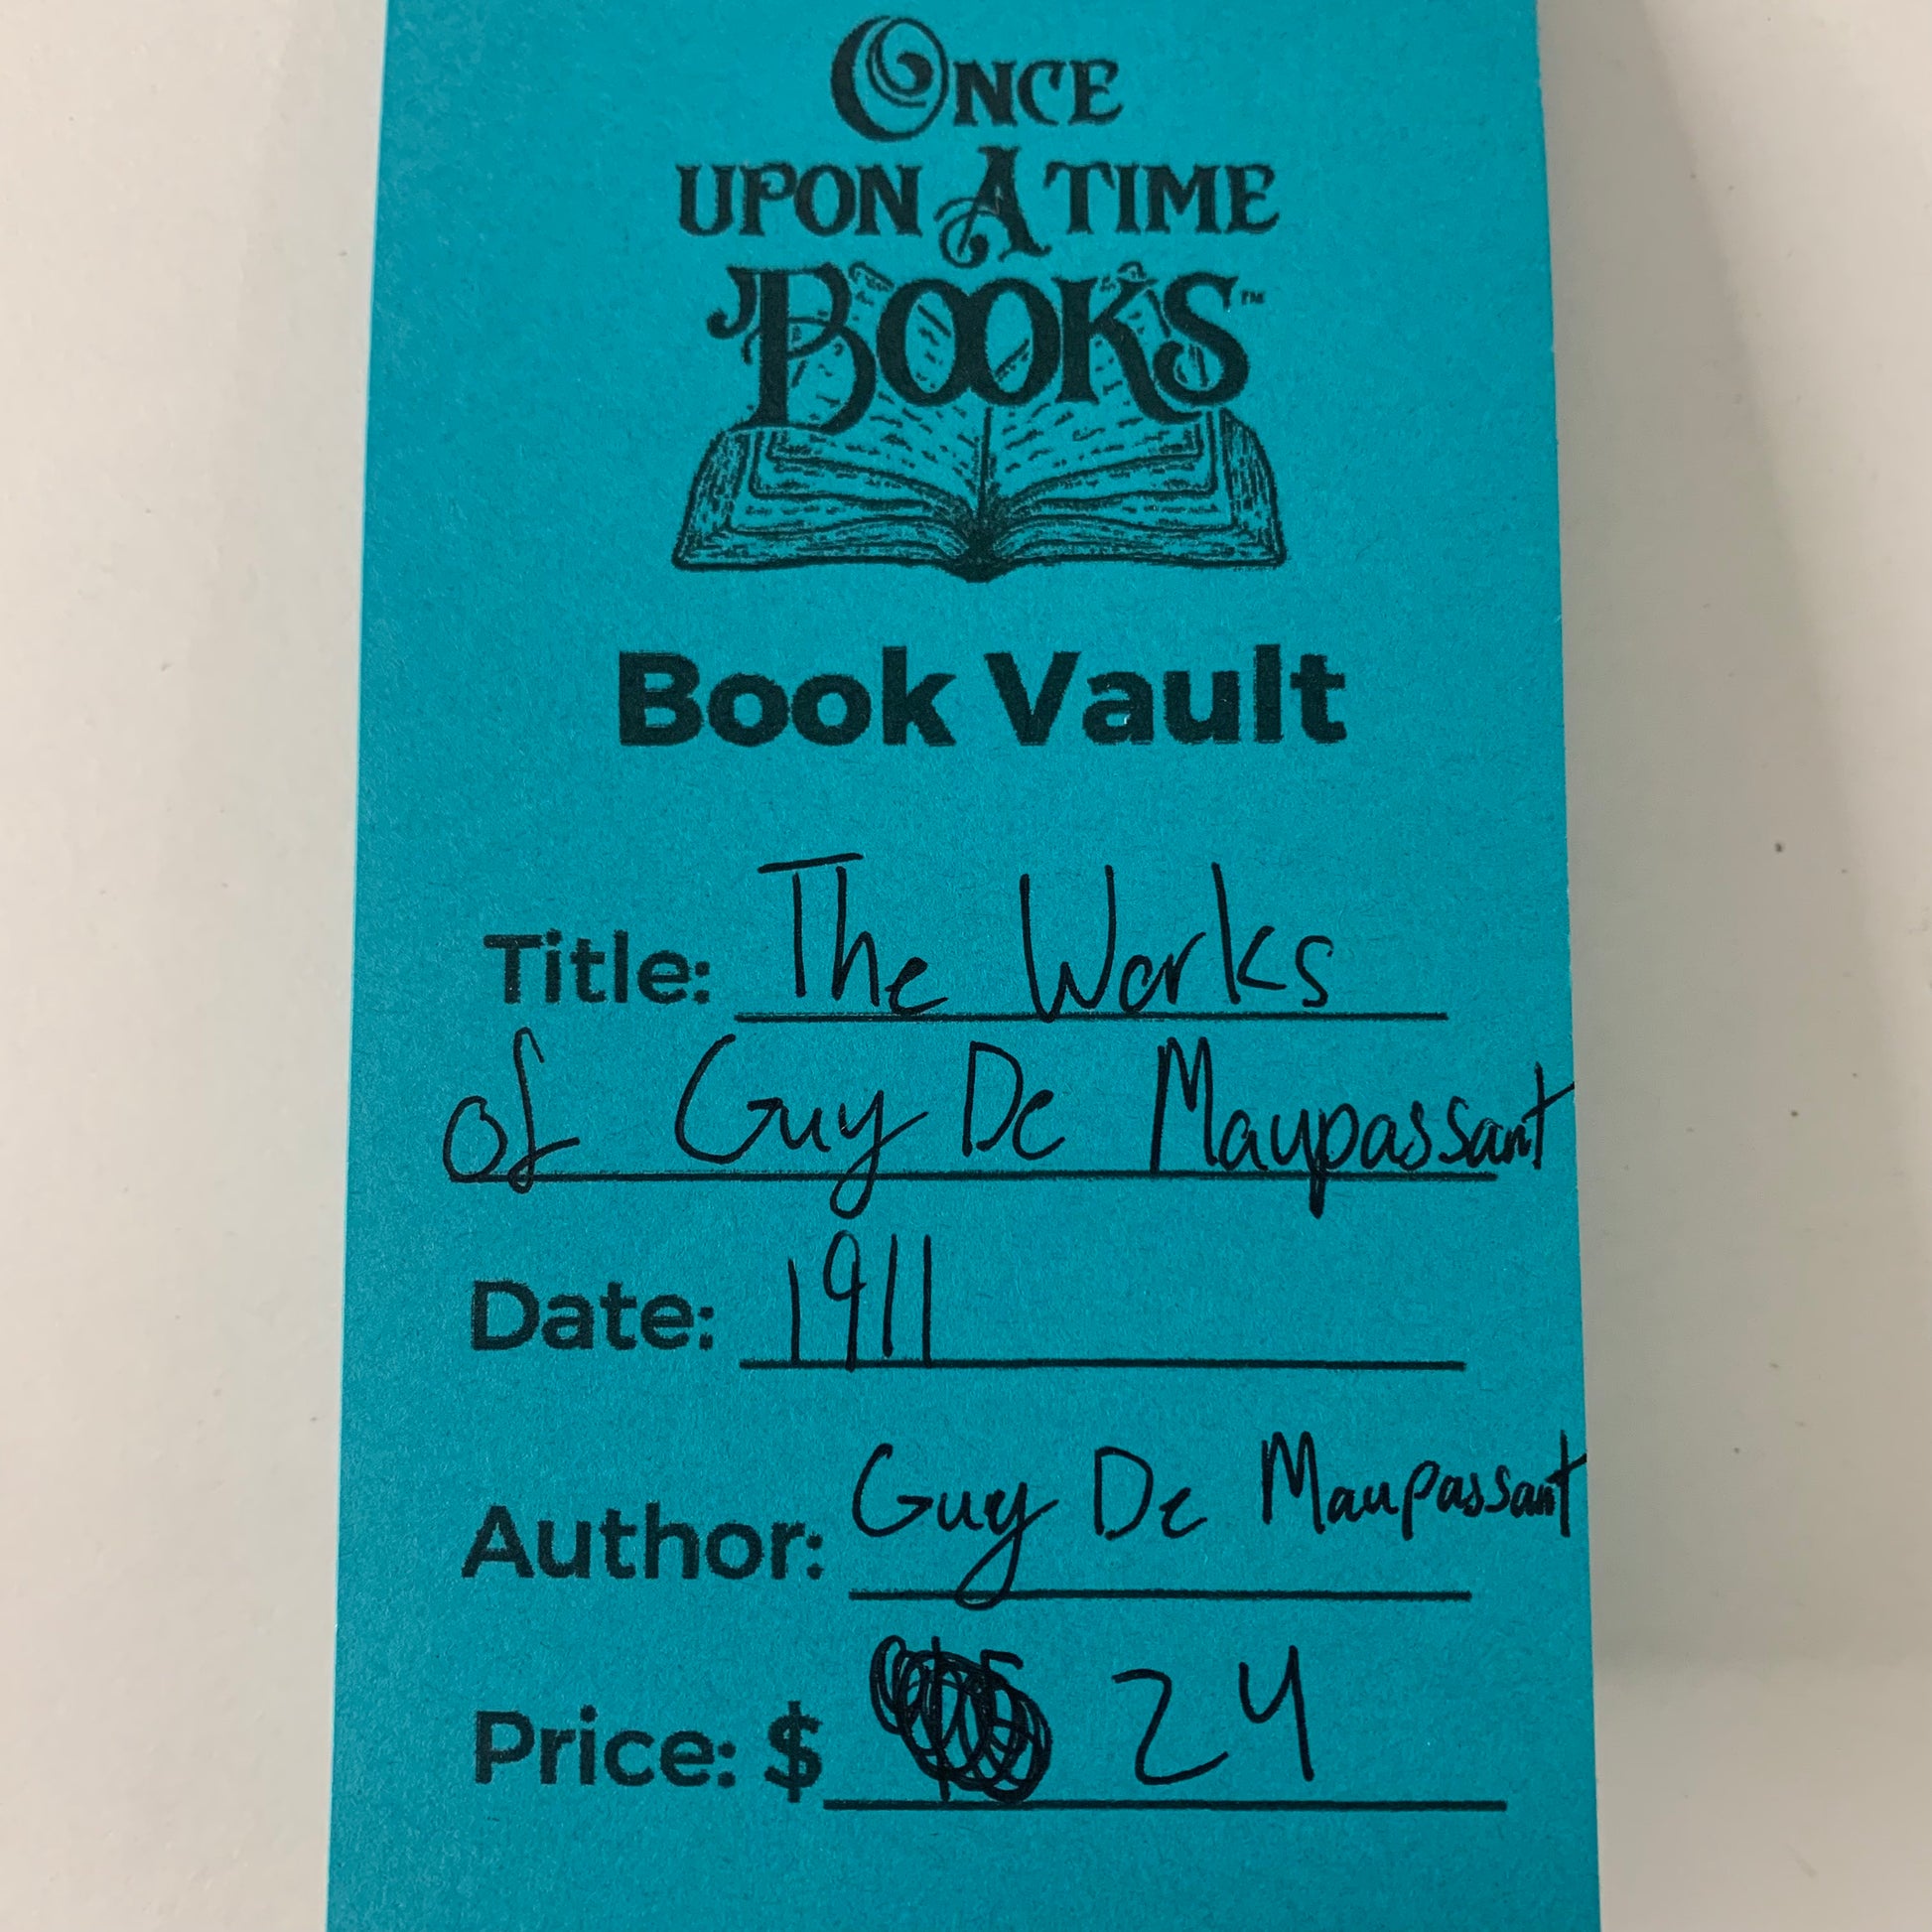 ONCE
UPON A TIME
BOOKS™
Book Vault
Title: The Works
of Guy De Maupassant
Date: 1911
Author: Guy De Maupassant
Price: $ 24